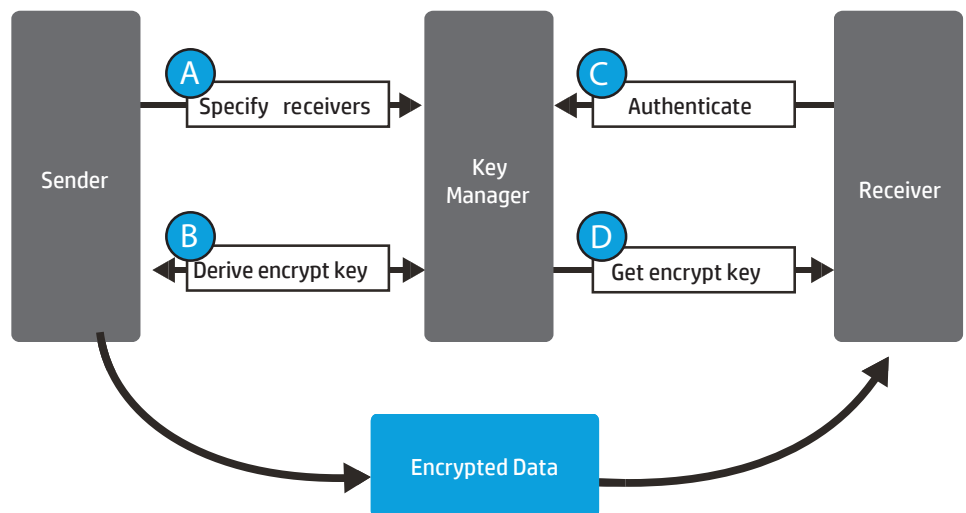 A
Specify receivers
C
Authenticate
Sender
Key
Manager
Receiver
B
Derive encrypt key
D
Get encrypt key
Encrypted Data